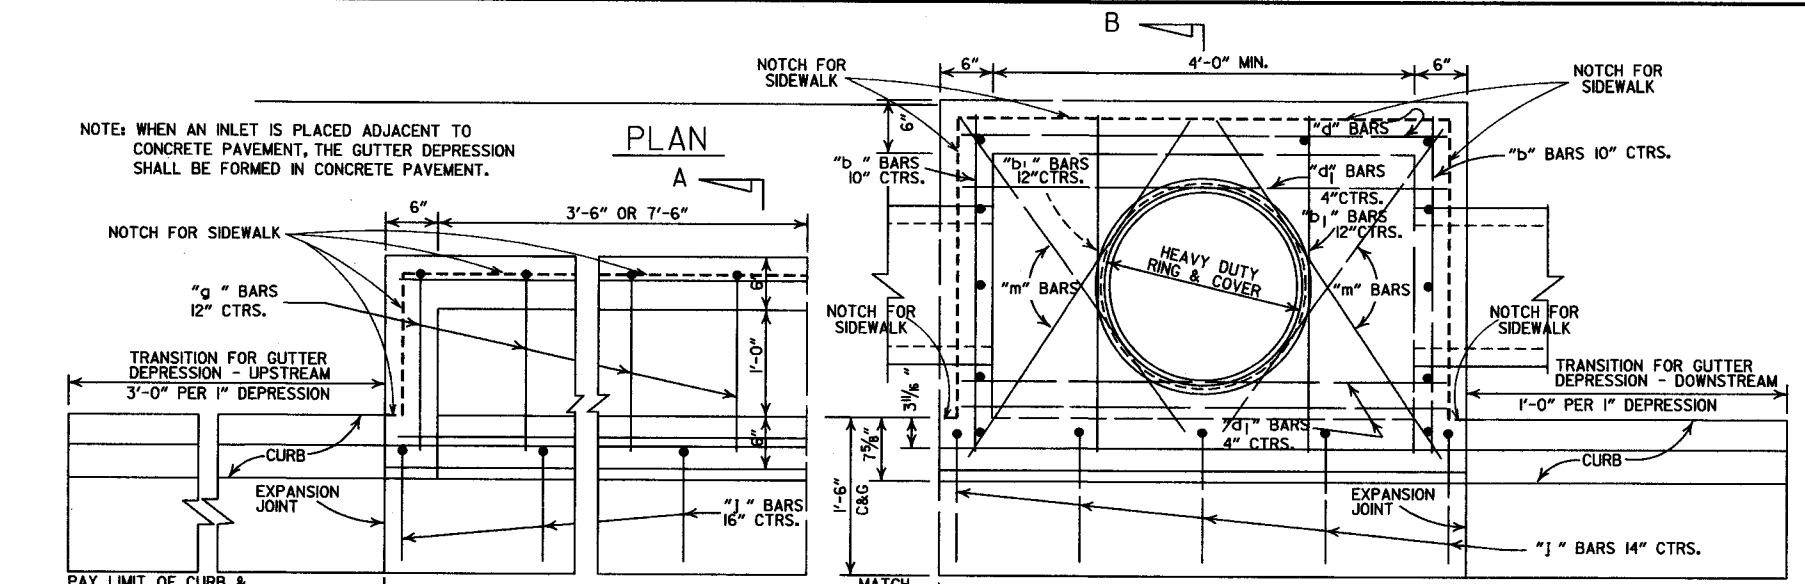 B
NOTCH FOR
SIDEWALK
6"
4'-0" MIN.
6"
NOTCH FOR
SIDEWALK
NOTE: WHEN AN INLET IS PLACED ADJACENT TO
CONCRETE PAVEMENT, THE GUTTER DEPRESSION
SHALL BE FORMED IN CONCRETE PAVEMENT.
PLAN
A
6"
3'-6" OR 7'-6"
NOTCH FOR SIDEWALK
"g " BARS
12" CTRS.
6"
1'-0"
6"
TRANSITION FOR GUTTER
DEPRESSION - UPSTREAM
3'-0" PER 1" DEPRESSION
CURB
EXPANSION
JOINT
"J " BARS
16" CTRS.
PAY LIMIT OF CURB &
6"
"d" BARS
"b " BARS
10" CTRS.
"b1" BARS
12"CTRS.
"d1" BARS
4"CTRS.
"b1" BARS
12"CTRS.
"b" BARS 10" CTRS.
HEAVY DUTY
RING & COVER
"m" BARS
"m" BARS
NOTCH FOR
SIDEWALK
NOTCH FOR
SIDEWALK
3 11/16 "
7 5/8"
1'-6"
C&G
"d1" BARS
4" CTRS.
TRANSITION FOR GUTTER
DEPRESSION - DOWNSTREAM
1'-0" PER 1" DEPRESSION
CURB
EXPANSION
JOINT
"J " BARS 14" CTRS.
MATCH